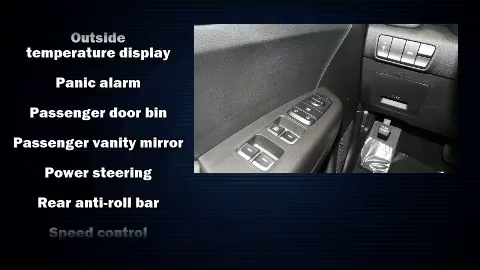 Outside
temperature display
Panic alarm
Passenger door bin
Passenger vanity mirror
Power steering
Rear anti-roll bar
Speed control